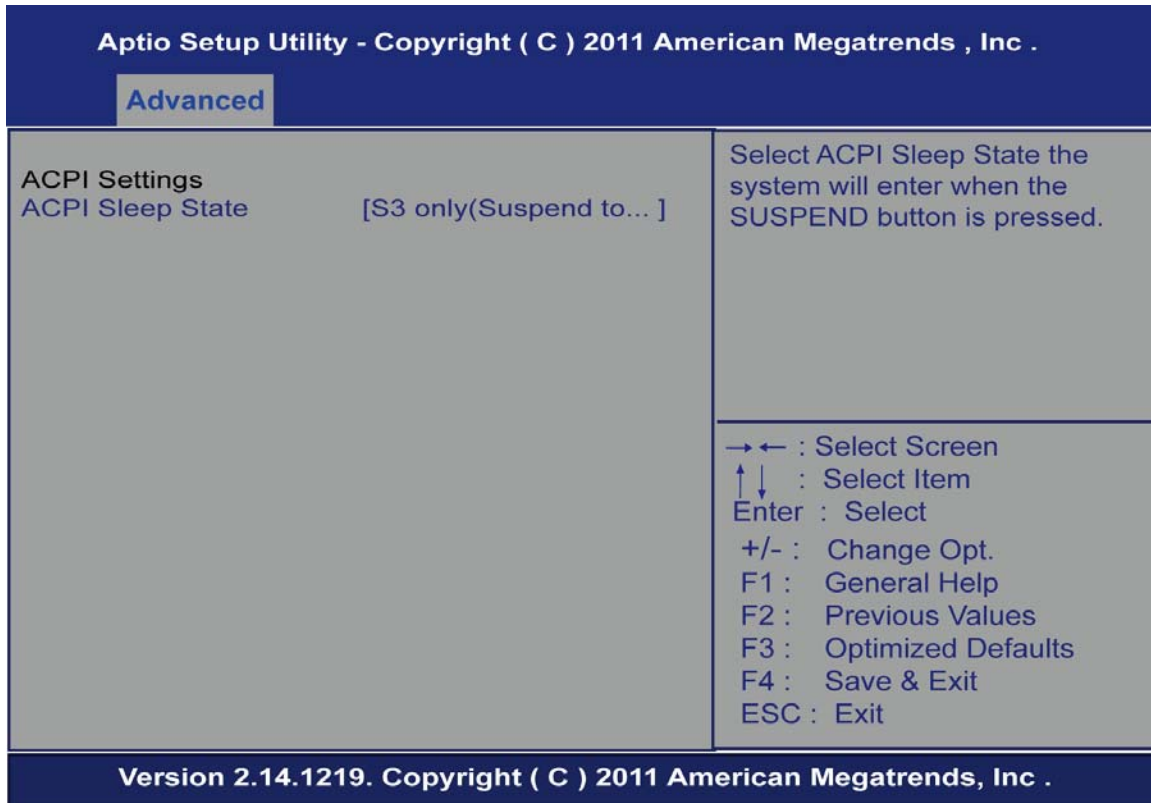 Aptio Setup Utility - Copyright ( C ) 2011 American Megatrends , Inc .
Advanced
ACPI Settings
ACPI Sleep State [S3 only(Suspend to... ]
Select ACPI Sleep State the
system will enter when the
SUSPEND button is pressed.
→← : Select Screen
↑↓ : Select Item
Enter : Select
+/- : Change Opt.
F1 : General Help
F2 : Previous Values
F3 : Optimized Defaults
F4 : Save & Exit
ESC : Exit
Version 2.14.1219. Copyright ( C ) 2011 American Megatrends, Inc .